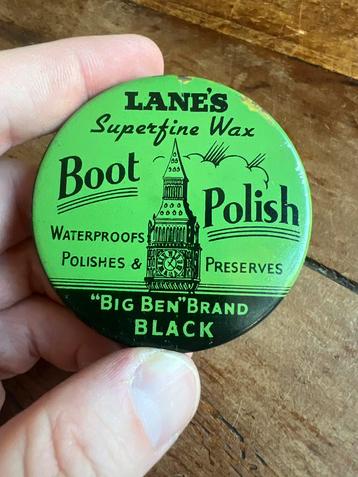 LANE'S
Superfine Wax
Boot
Polish
WATERPROOFS
POLISHES & PRESERVES
"BIG BEN" BRAND
BLACK